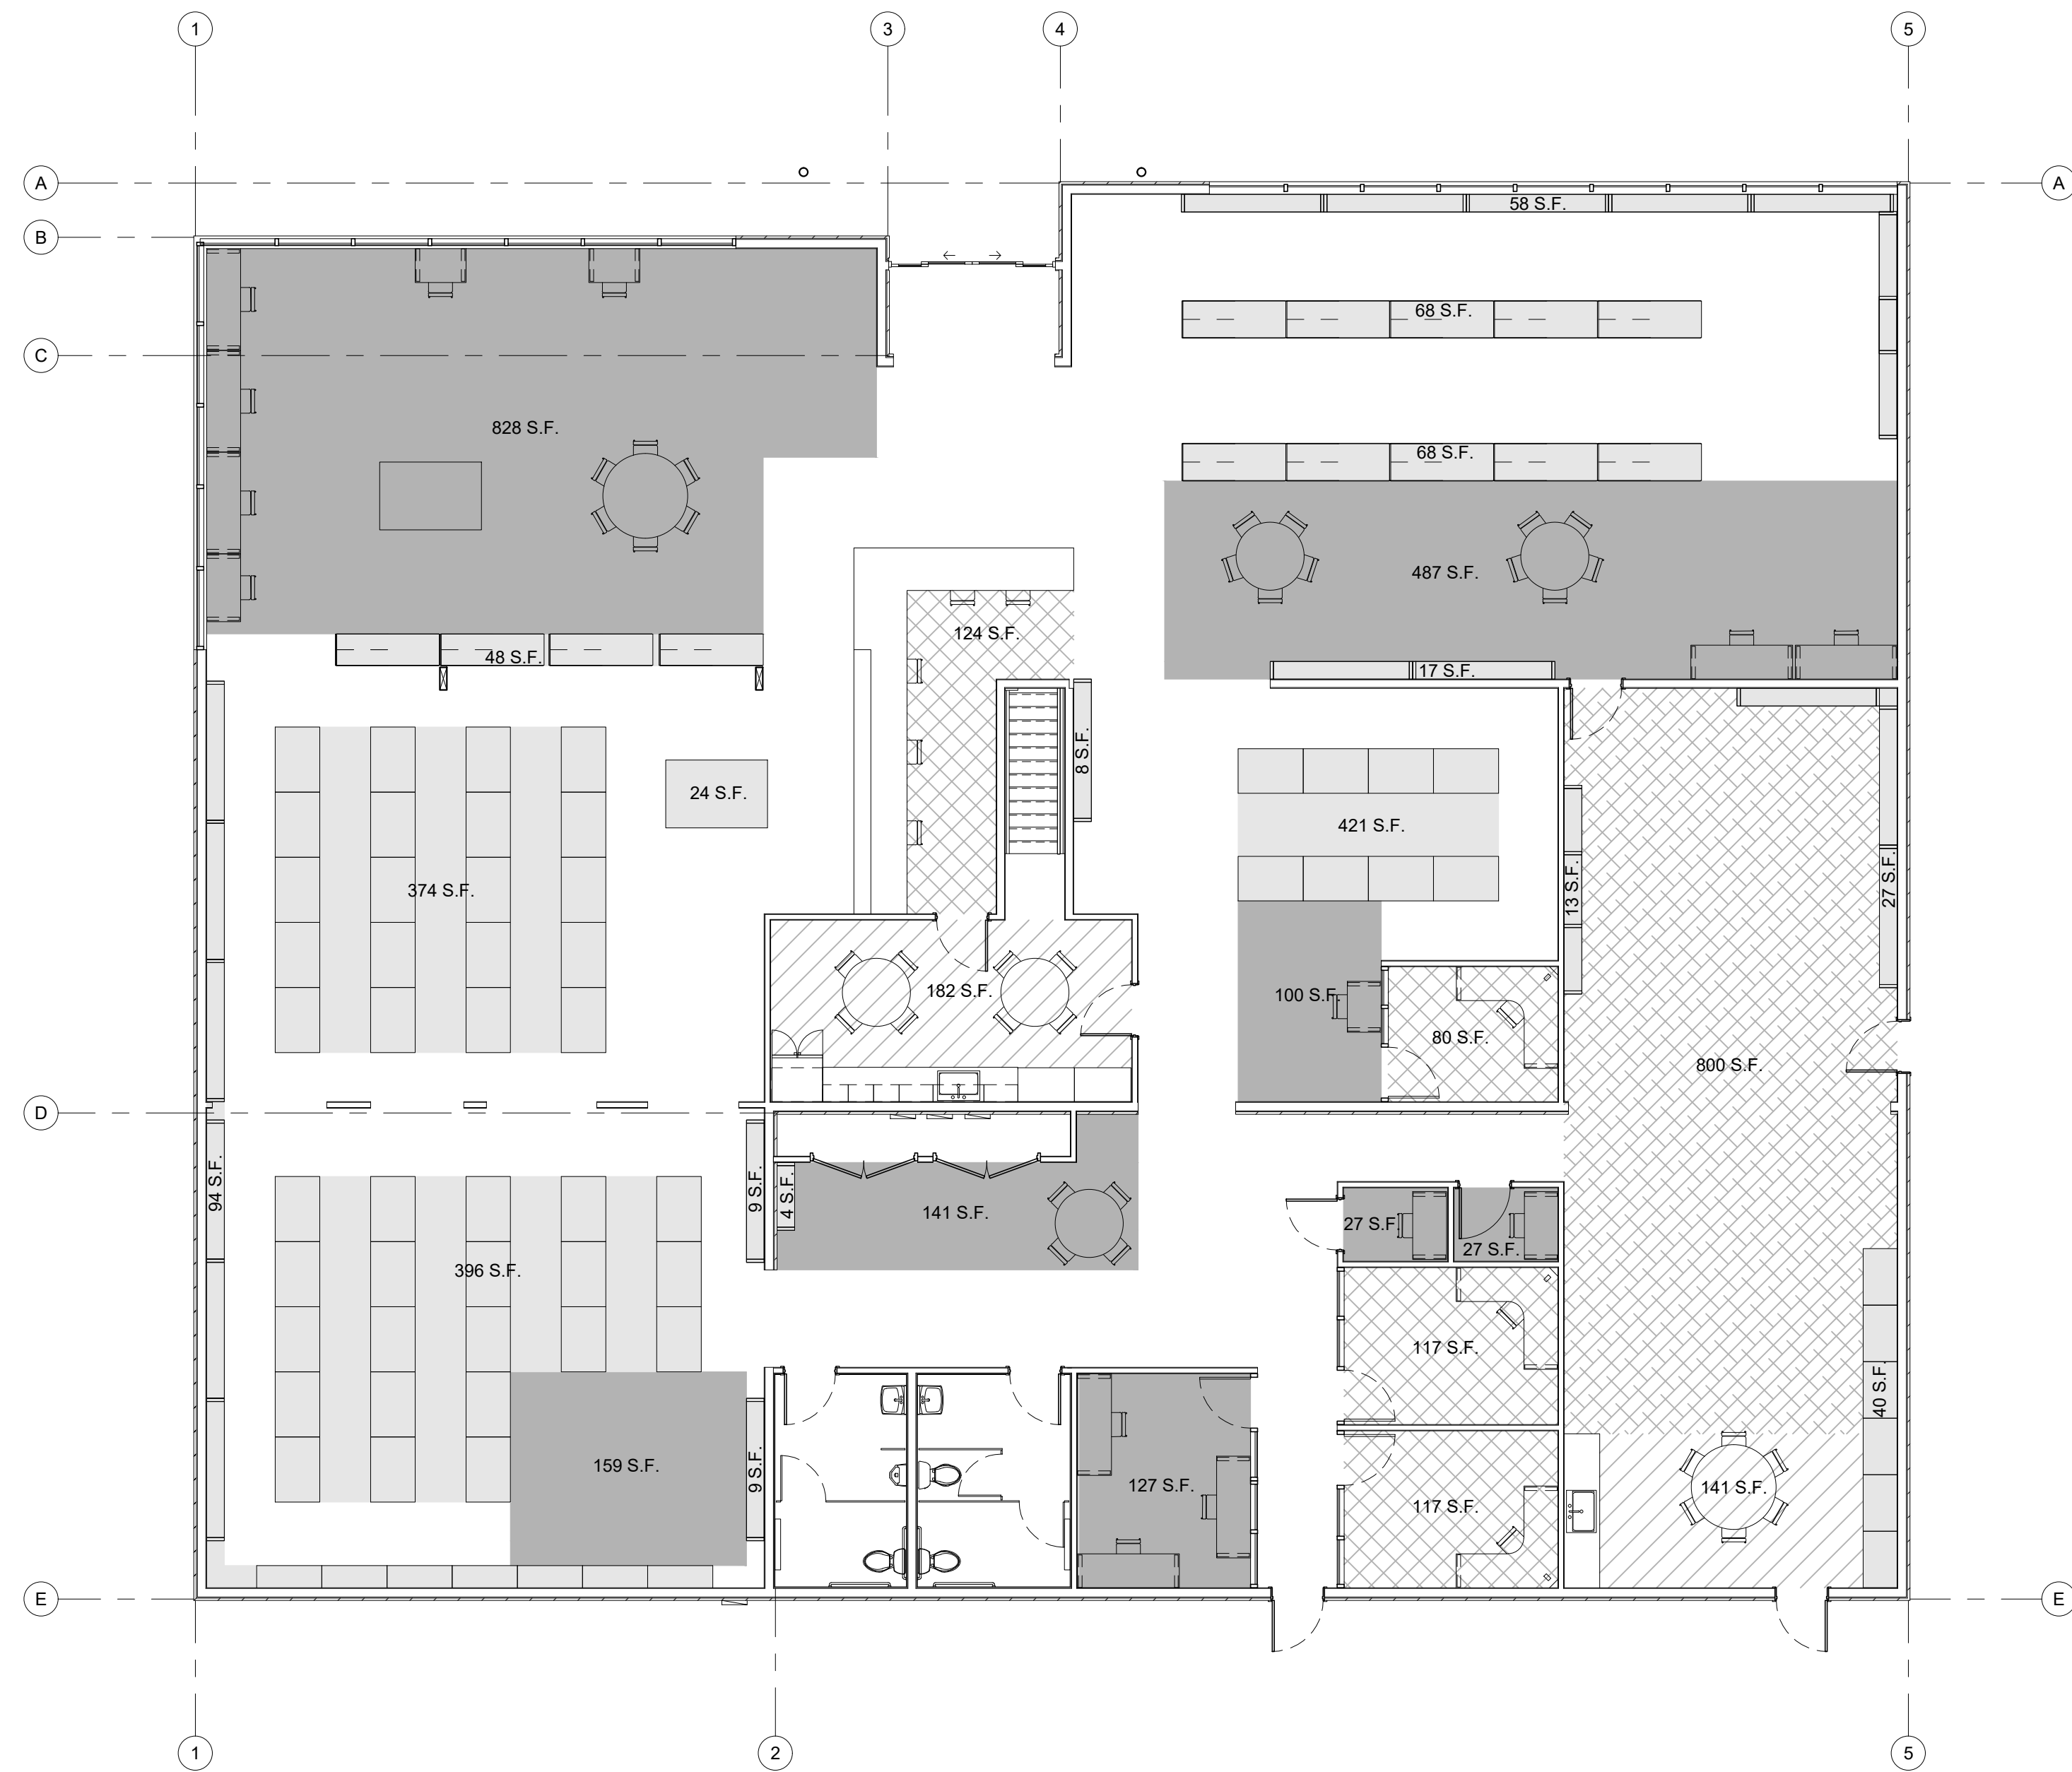 1
3
4
5
A
A
B
C
58 S.F.
68 S.F.
828 S.F.
68 S.F.
487 S.F.
124 S.F.
48 S.F.
17 S.F.
8 S.F.
24 S.F.
421 S.F.
374 S.F.
13 S.F.
27 S.F.
182 S.F.
100 S.F.
80 S.F.
800 S.F.
D
94 S.F.
9 S.F.
4 S.F.
141 S.F.
27 S.F.
27 S.F.
396 S.F.
117 S.F.
40 S.F.
159 S.F.
9 S.F.
127 S.F.
117 S.F.
141 S.F.
E
E
1
2
5